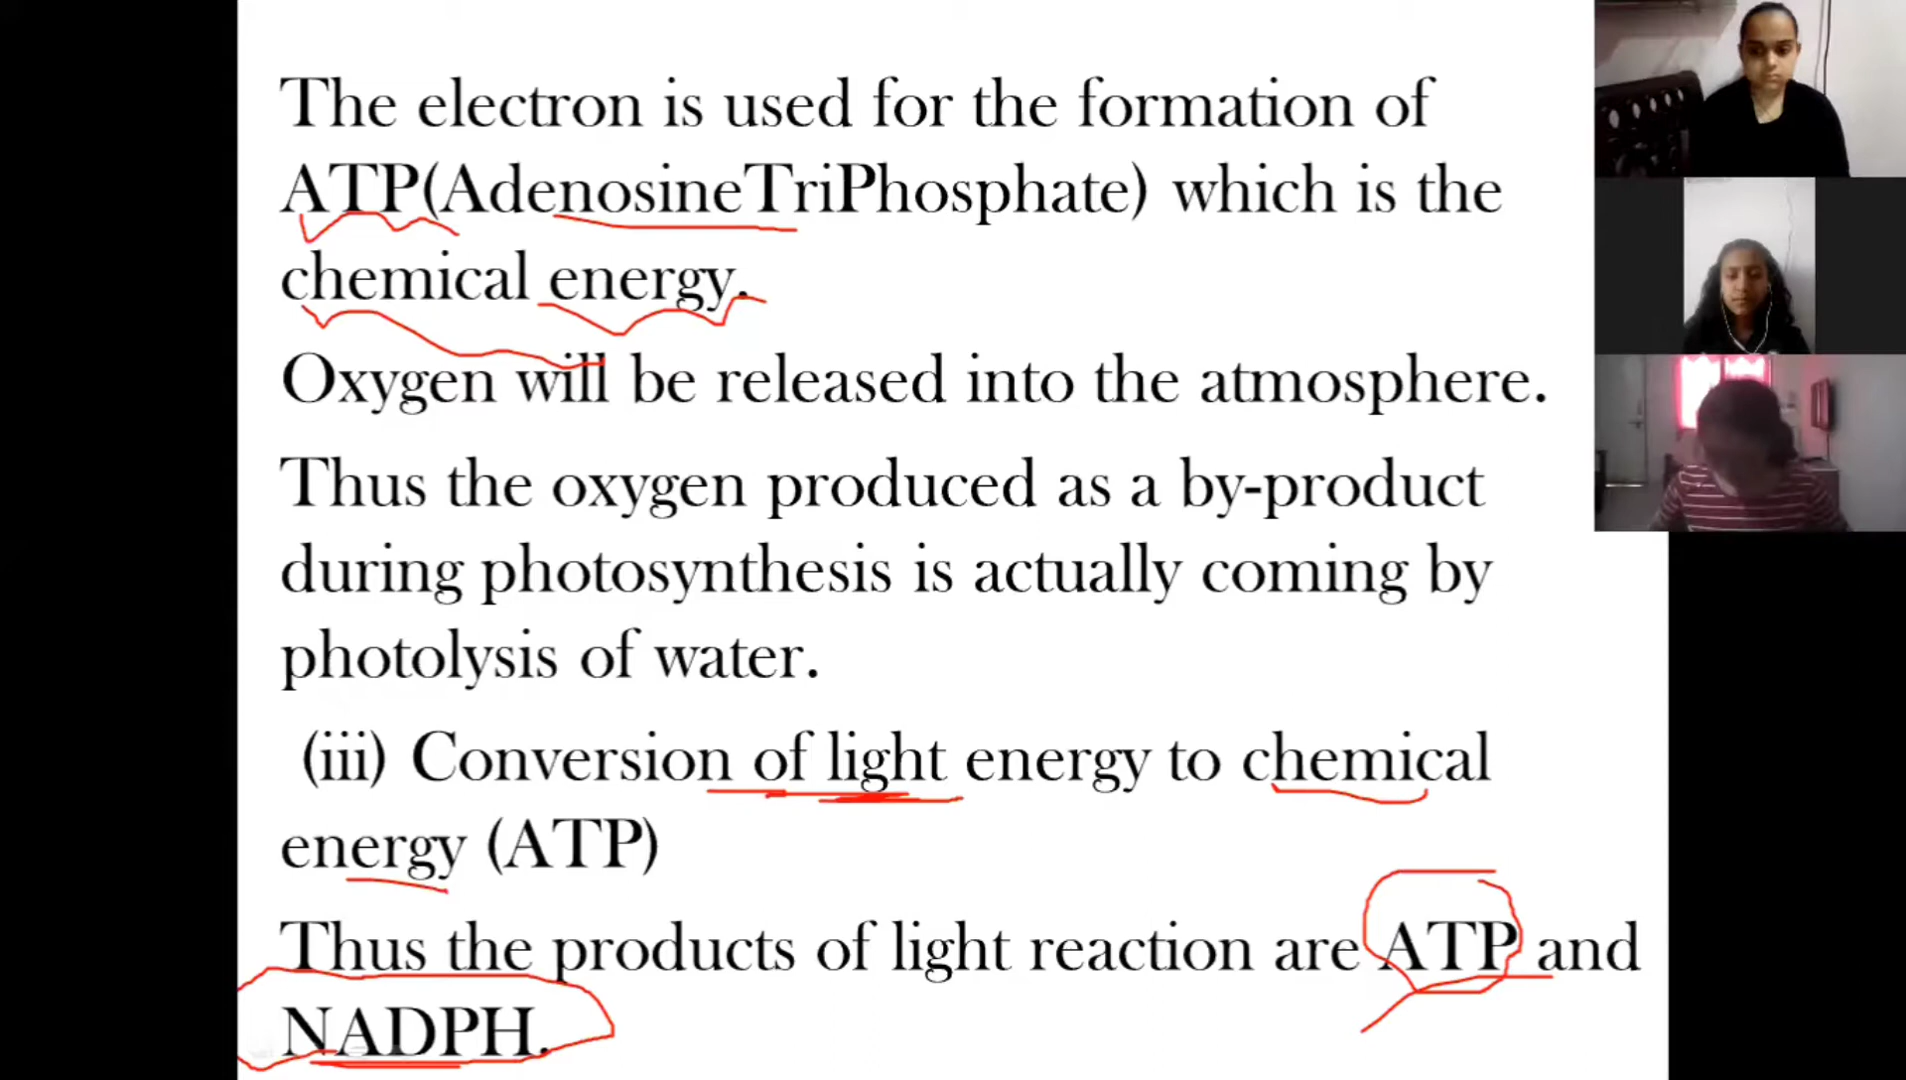 The electron is used for the formation of
ATP(AdenosineTriPhosphate) which is the
chemical energy.
Oxygen will be released into the atmosphere.
Thus the oxygen produced as a by-product
during photosynthesis is actually coming by
photolysis of water.
(iii) Conversion of light energy to chemical
energy (ATP)
Thus the products of light reaction are ATP and
NADPH.